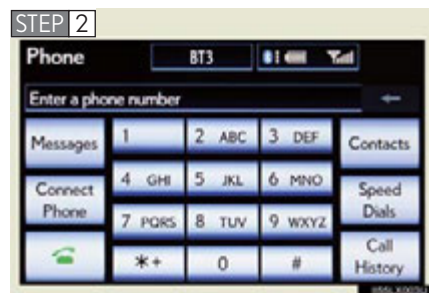 STEP 2
Phone BT3
Enter a phone number
Messages 1 2 ABC 3 DEF Contacts
Connect Phone 4 GHI 5 JKL 6 MNO Speed Dials
7 PQRS 8 TUV 9 WXYZ
*+ 0 # Call History